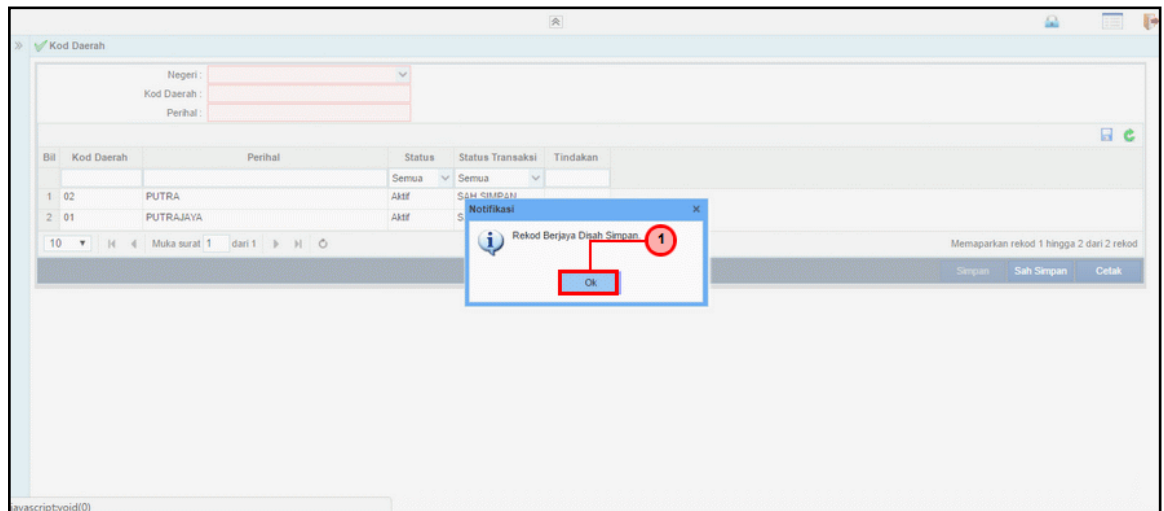 Kod Daerah
Negeri :
Kod Daerah :
Perihal :
Bil Kod Daerah Perihal Status Status Transaksi Tindakan
Semua Semua
1 02 PUTRA Aktif SAH SIMPAN
2 01 PUTRAJAYA Aktif S
Notifikasi
Rekod Berjaya Disah Simpan. 1
Ok
10 Muka surat 1 dari 1 Memaparkan rekod 1 hingga 2 dari 2 rekod
Simpan Sah Simpan Cetak
javascript:void(0)